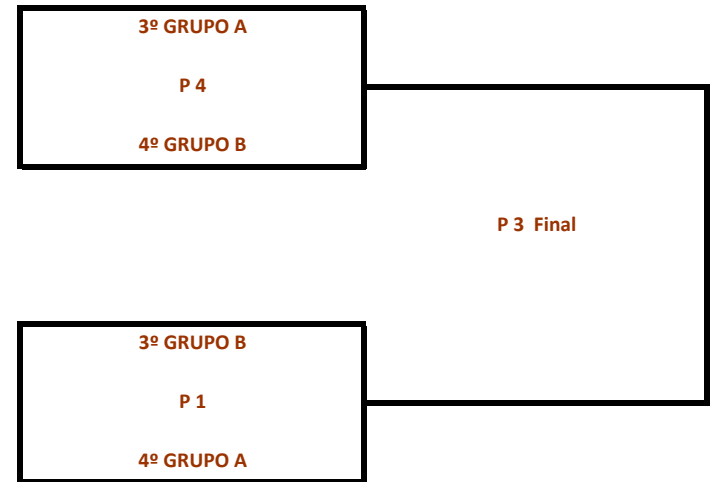 3º GRUPO A
P 4
4º GRUPO B
P 3 Final
3º GRUPO B
P 1
4º GRUPO A